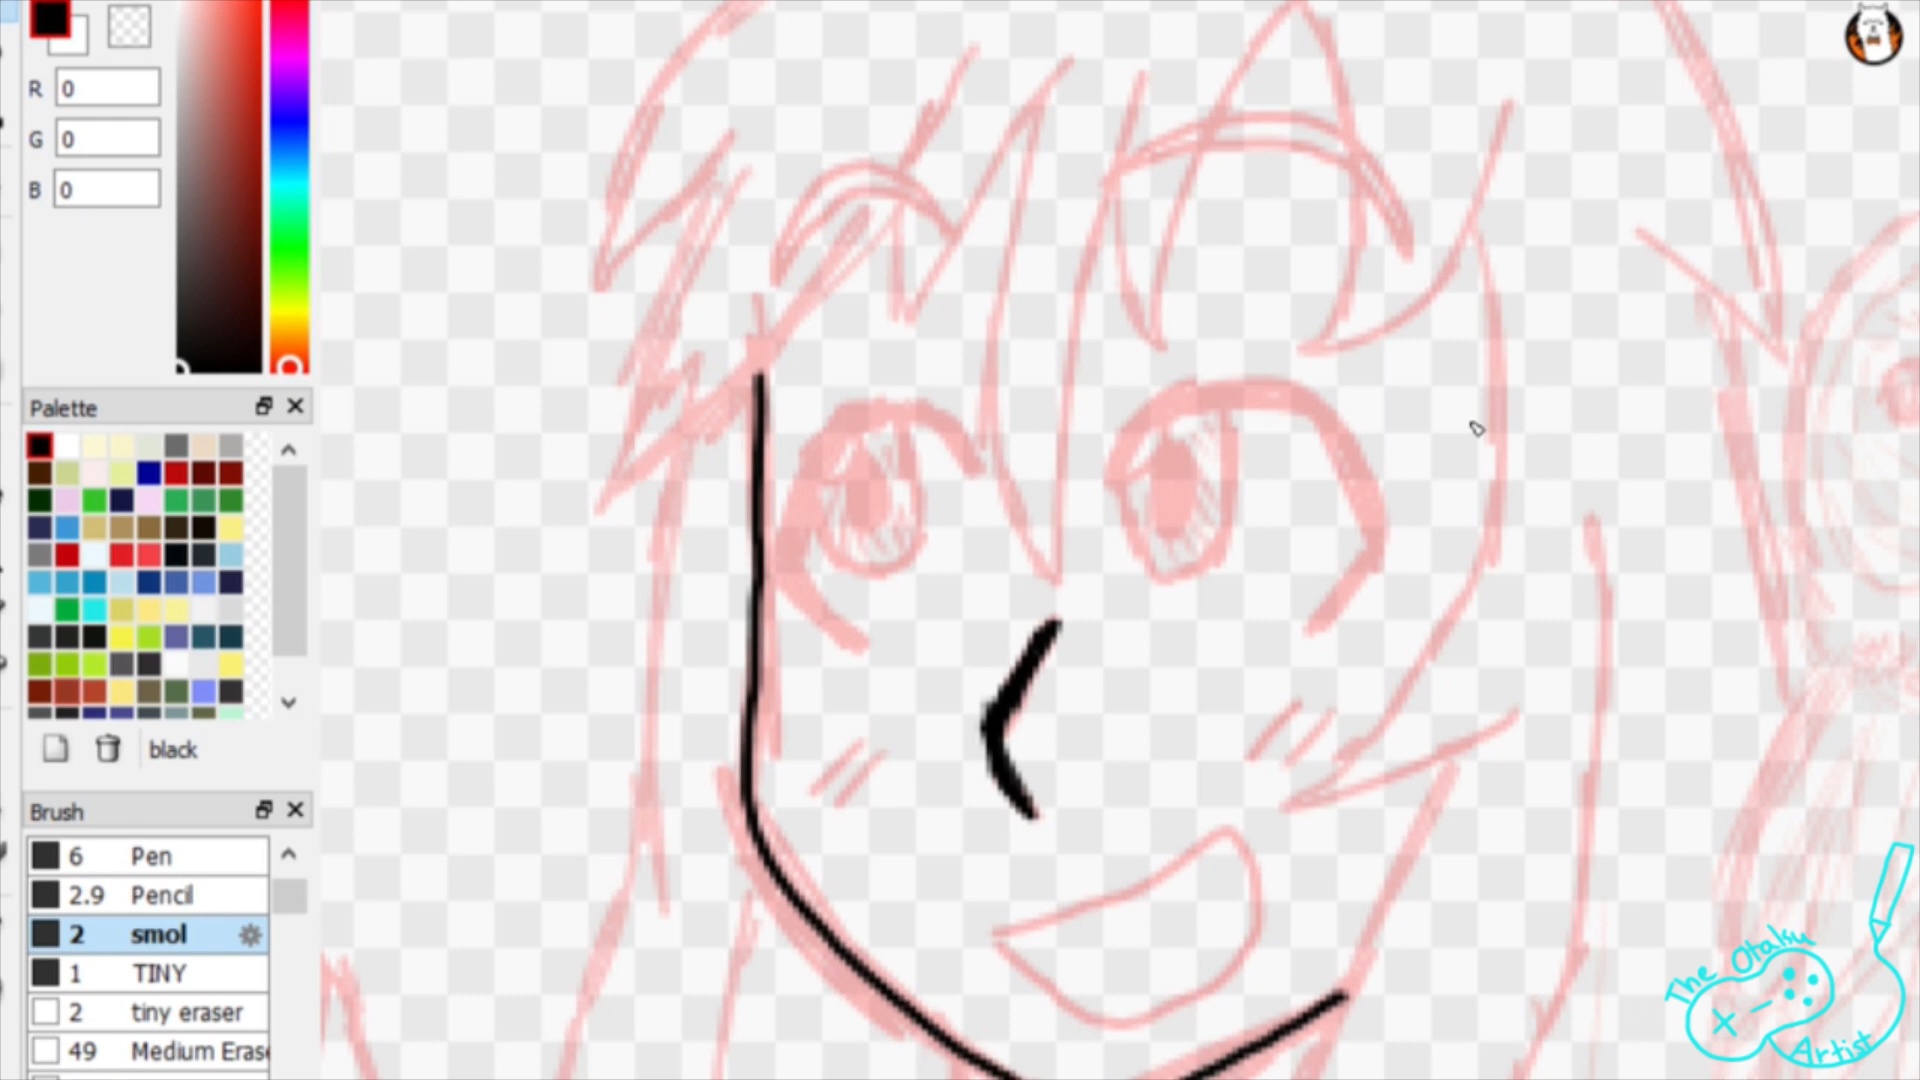 R 0
G 0
B 0
Palette
black
Brush
6 Pen
2.9 Pencil
2 smol
1 TINY
2 tiny eraser
49 Medium Eras
The Otaku
Artist